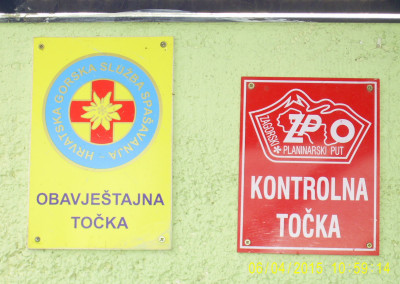 HRVATSKA GORSKA SLUŽBA SPAŠAVANJA -
OBAVJEŠTAJNA
TOČKA
ZAGORSKI
ZPO
PLANINARSKI PUT
KONTROLNA
TOČKA